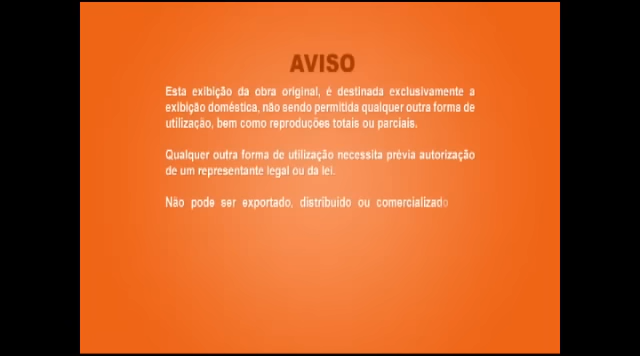 AVISO
Esta exibição da obra original, é destinada exclusivamente a
exibição doméstica, não sendo permitida qualquer outra forma de
utilização, bem como reproducões totais ou parciais.
Qualquer outra forma de utilização necessita prévia autorização
de um representante legal ou da lei.
Não pode ser exportado, distribuido ou comercializado